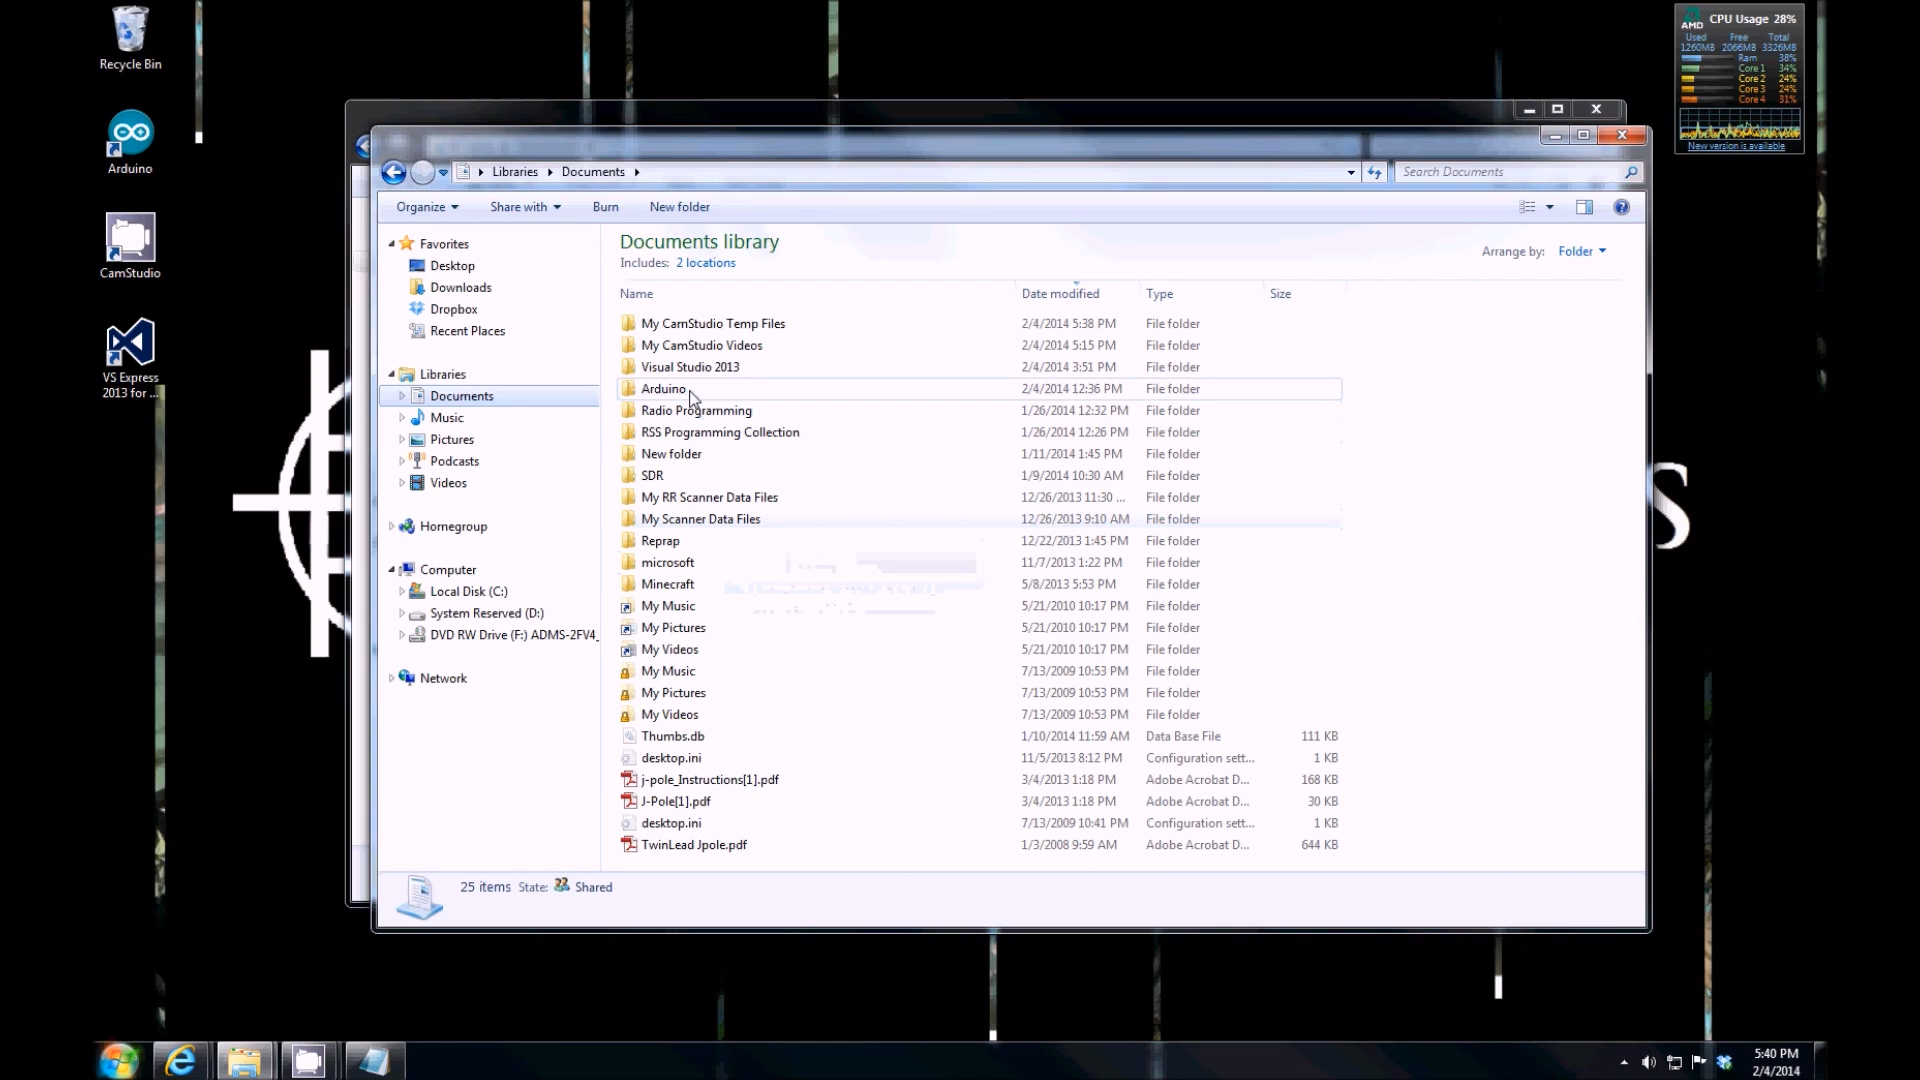 Recycle Bin
Arduino
CamStudio
VS Express
2013 for ...
AMD CPU Usage 28%
Used Free Total
1260MB 2066MB 3326MB
Ram 38%
Core 1 34%
Core 2 24%
Core 3 24%
Core 4 31%
New version is available
Libraries Documents
Search Documents
Organize Share with Burn New folder
Documents library
Includes: 2 locations
Arrange by: Folder
Name Date modified Type Size
My CamStudio Temp Files 2/4/2014 5:38 PM File folder
My CamStudio Videos 2/4/2014 5:15 PM File folder
Visual Studio 2013 2/4/2014 3:51 PM File folder
Arduino 2/4/2014 12:36 PM File folder
Radio Programming 1/26/2014 12:32 PM File folder
RSS Programming Collection 1/26/2014 12:26 PM File folder
New folder 1/11/2014 1:45 PM File folder
SDR 1/9/2014 10:30 AM File folder
My RR Scanner Data Files 12/26/2013 11:30 ... File folder
My Scanner Data Files 12/26/2013 9:10 AM File folder
Reprap 12/22/2013 1:45 PM File folder
microsoft 11/7/2013 1:22 PM File folder
Minecraft 5/8/2013 5:53 PM File folder
My Music 5/21/2010 10:17 PM File folder
My Pictures 5/21/2010 10:17 PM File folder
My Videos 5/21/2010 10:17 PM File folder
My Music 7/13/2009 10:53 PM File folder
My Pictures 7/13/2009 10:53 PM File folder
My Videos 7/13/2009 10:53 PM File folder
Thumbs.db 1/10/2014 11:59 AM Data Base File 111 KB
desktop.ini 11/5/2013 8:12 PM Configuration sett... 1 KB
j-pole_Instructions[1].pdf 3/4/2013 1:18 PM Adobe Acrobat D... 168 KB
J-Pole[1].pdf 3/4/2013 1:18 PM Adobe Acrobat D... 30 KB
desktop.ini 7/13/2009 10:41 PM Configuration sett... 1 KB
TwinLead Jpole.pdf 1/3/2008 9:59 AM Adobe Acrobat D... 644 KB
Favorites
Desktop
Downloads
Dropbox
Recent Places
Libraries
Documents
Music
Pictures
Podcasts
Videos
Homegroup
Computer
Local Disk (C:)
System Reserved (D:)
DVD RW Drive (F:) ADMS-2FV4_
Network
25 items State: Shared
s
5:40 PM
2/4/2014